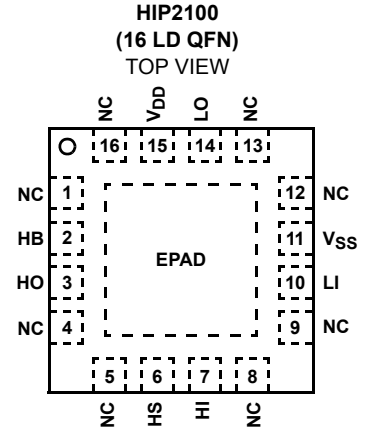 HIP2100
(16 LD QFN)
TOP VIEW
NC VDD LO NC
16 15 14 13
NC 1 12 NC
HB 2 11 VSS
EPAD
HO 3 10 LI
NC 4 9 NC
5 6 7 8
NC HS HI NC